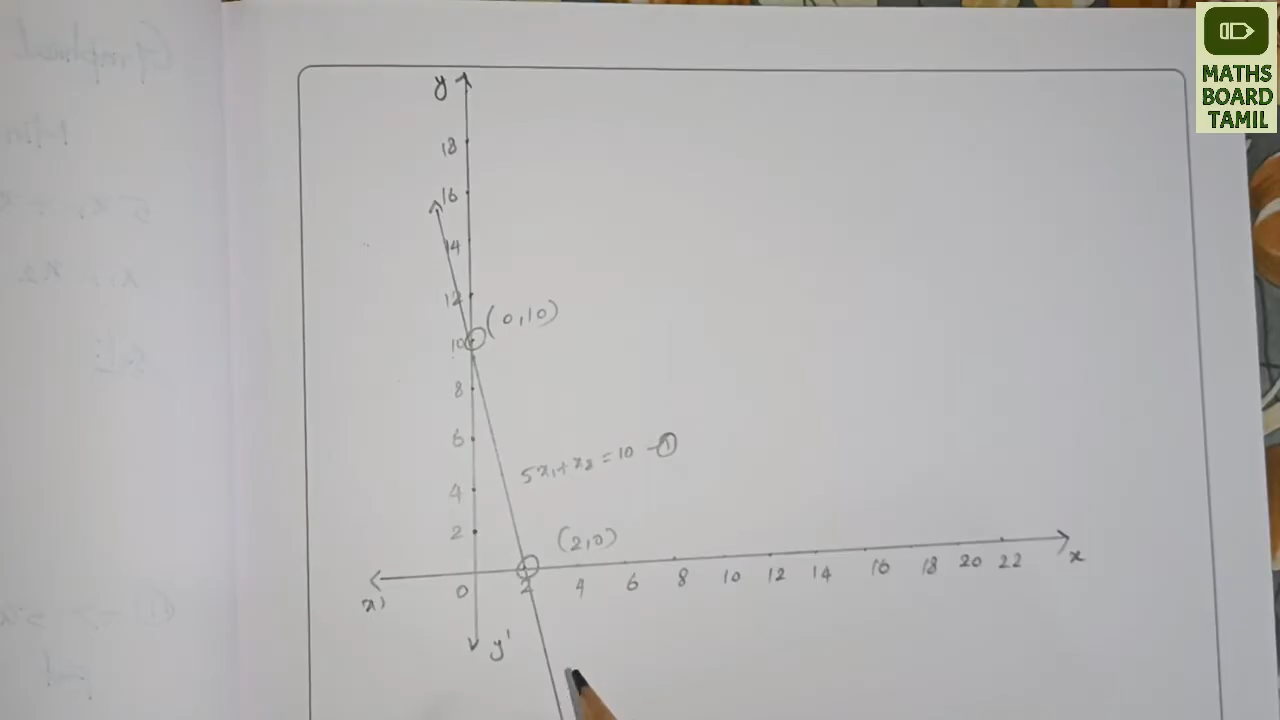 MATHS
BOARD
TAMIL
y
18
16
14
12
(0,10)
10
8
6
5x₁+x₂ = 10 - ①
4
(2,0)
2
x'
0
2 4 6 8 10 12 14 16 18 20 22
x
y'